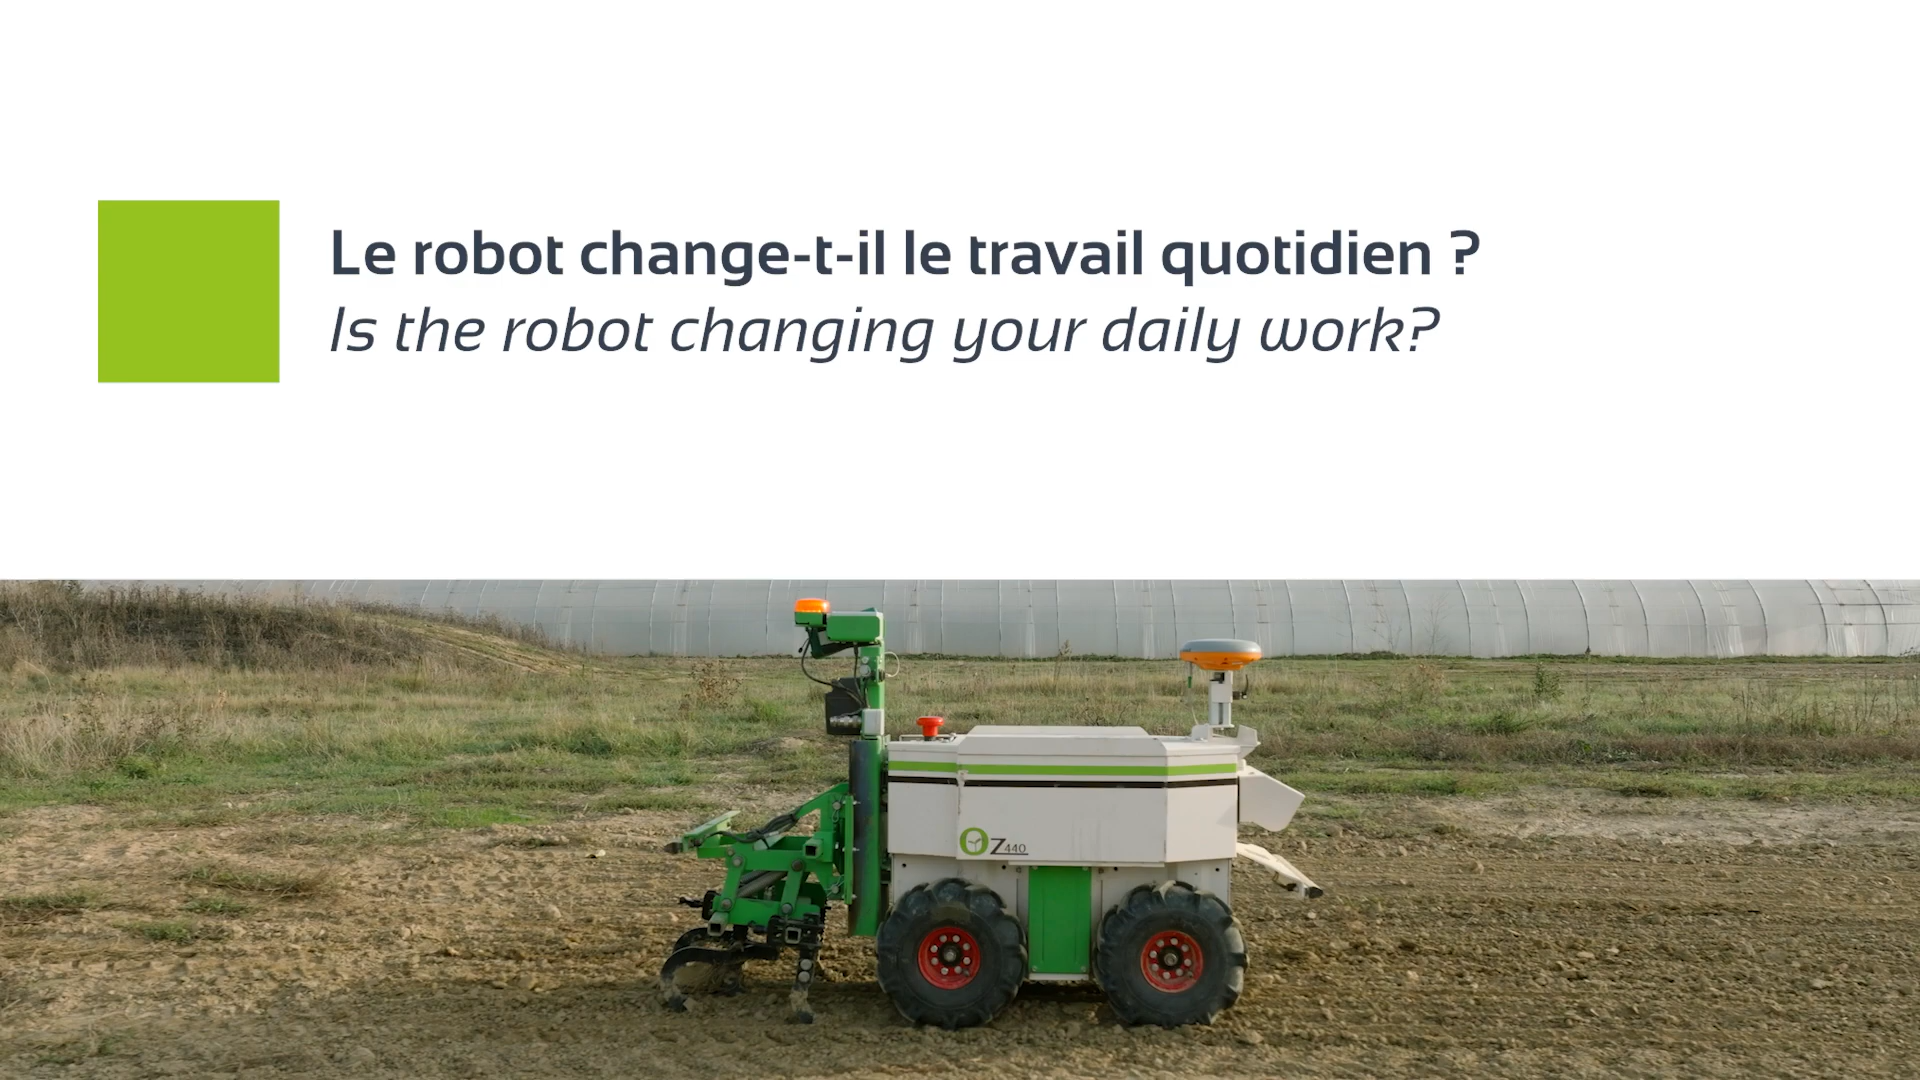 Le robot change-t-il le travail quotidien ?
Is the robot changing your daily work?
OZ440